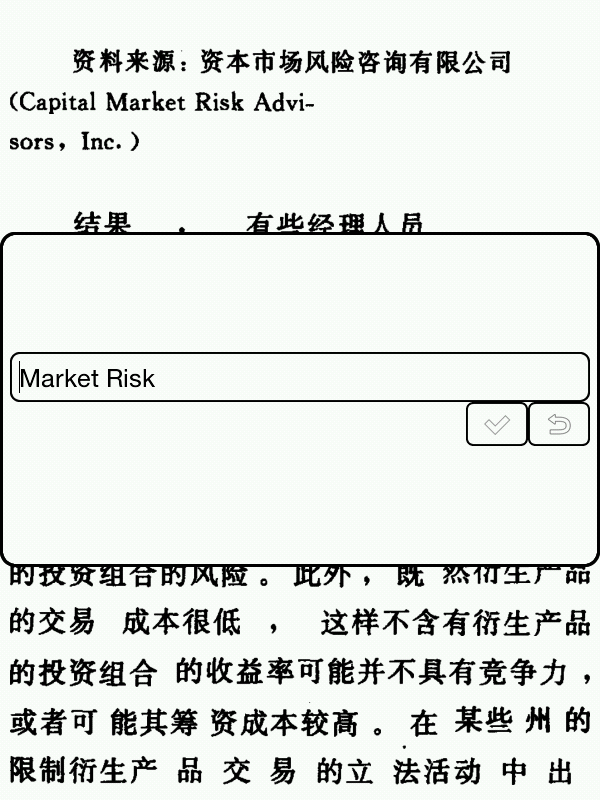 资料来源：资本市场风险咨询有限公司
(Capital Market Risk Advi-
sors, Inc.)
结果 · 有些经理人员
Market Risk
的投资组合的风险。此外，既然衍生产品
的交易 成本很低 ， 这样不含有衍生产品
的投资组合 的收益率可能并不具有竞争力，
或者可 能其筹 资成本较高 。在 某些 州 的
限制衍生产 品 交 易 的立 法活动 中 出